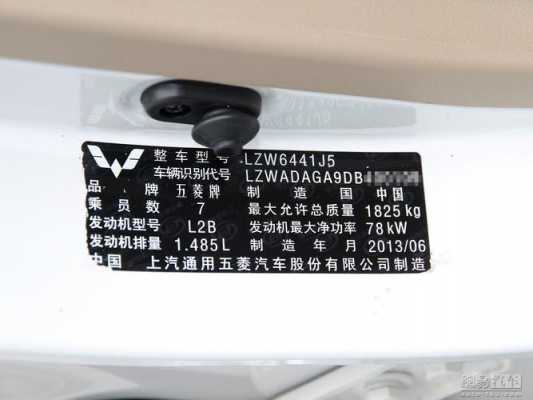 整车型号 LZW6441J5
车辆识别代号 LZWADAGA9DB
品牌 五菱牌 制造国 中国
乘员数 7 最大允许总质量 1825 kg
发动机型号 L2B 发动机最大净功率 78 kW
发动机排量 1.485 L 制造年月 2013/06
中国 上汽通用五菱汽车股份有限公司制造
网易汽车